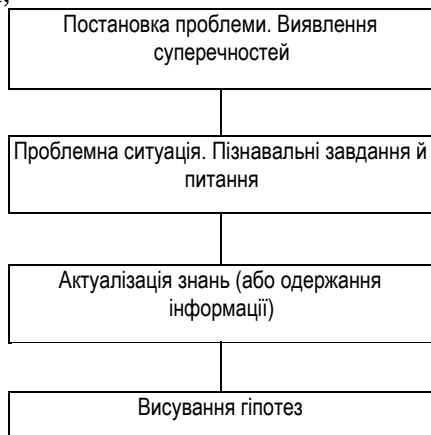 Постановка проблеми. Виявлення
суперечностей
Проблемна ситуація. Пізнавальні завдання й
питання
Актуалізація знань (або одержання
інформації)
Висування гіпотез